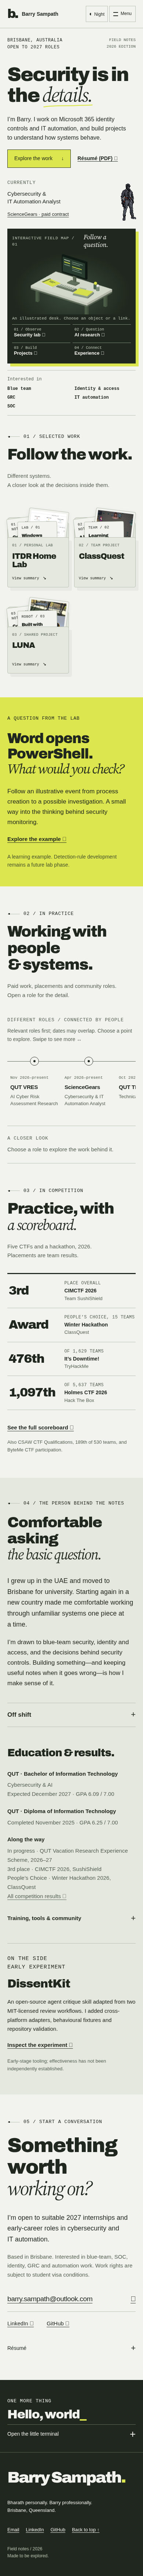 b. Barry Sampath
Night
Menu
BRISBANE, AUSTRALIA
OPEN TO 2027 ROLES
FIELD NOTES
2026 EDITION
Security is in
the details.
I'm Barry. I work on Microsoft 365 identity
controls and IT automation, and build projects
to understand how systems behave.
Explore the work ↓
Résumé (PDF)
CURRENTLY
Cybersecurity &
IT Automation Analyst
ScienceGears · paid contract
INTERACTIVE FIELD MAP /
01
Follow a
question.
An illustrated desk. Choose an object or a link.
01 / Observe
Security lab
02 / Question
AI research
03 / Build
Projects
04 / Connect
Experience
Interested in
Blue team
Identity & access
GRC
IT automation
SOC
01 / SELECTED WORK
Follow the work.
Different systems.
A closer look at the decisions inside them.
LAB / 01
Windows
01 / PERSONAL LAB
ITDR Home
Lab
View summary
TEAM / 02
Learning
02 / TEAM PROJECT
ClassQuest
View summary
ROBOT / 03
Built with
03 / SHARED PROJECT
LUNA
View summary
A QUESTION FROM THE LAB
Word opens
PowerShell.
What would you check?
Follow an illustrative event from process
creation to a possible investigation. A small
way into the thinking behind security
monitoring.
Explore the example
A learning example. Detection-rule development
remains a future lab phase.
02 / IN PRACTICE
Working with
people
& systems.
Paid work, placements and community roles.
Open a role for the detail.
DIFFERENT ROLES / CONNECTED BY PEOPLE
Relevant roles first; dates may overlap. Choose a point
to explore. Swipe to see more →
Nov 2026–present
QUT VRES
AI Cyber Risk
Assessment Research
Apr 2026–present
ScienceGears
Cybersecurity & IT
Automation Analyst
A CLOSER LOOK
Choose a role to explore the work behind it.
03 / IN COMPETITION
Practice, with
a scoreboard.
Five CTFs and a hackathon, 2026.
Placements are team results.
3rd
PLACE OVERALL
CIMCTF 2026
Team SushiShield
Award
PEOPLE'S CHOICE, 15 TEAMS
Winter Hackathon
ClassQuest
476th
OF 1,629 TEAMS
It's Downtime!
TryHackMe
1,097th
OF 5,637 TEAMS
Holmes CTF 2026
Hack The Box
See the full scoreboard
Also CSAW CTF Qualifications, 189th of 530 teams, and
ByteMe CTF participation.
04 / THE PERSON BEHIND THE NOTES
Comfortable
asking
the basic question.
I grew up in the UAE and moved to
Brisbane for university. Starting again in a
new country made me comfortable working
through unfamiliar systems one question at
a time.
I'm drawn to blue-team security, identity and
access, and the decisions behind security
controls. Building something—and keeping
useful notes when it goes wrong—is how I
make sense of it.
Off shift +
Education & results.
QUT · Bachelor of Information Technology
Cybersecurity & AI
Expected December 2027 · GPA 6.09 / 7.00
QUT · Diploma of Information Technology
Completed November 2025 · GPA 6.25 / 7.00
Along the way
In progress · QUT Vacation Research Experience
Scheme, 2026–27
3rd place · CIMCTF 2026, SushiShield
People's Choice · Winter Hackathon 2026,
ClassQuest
All competition results
Training, tools & community +
ON THE SIDE
EARLY EXPERIMENT
DissentKit
An open-source agent critique skill adapted from two
MIT-licensed review workflows. I added cross-
platform adapters, behavioural fixtures and
repository validation.
Inspect the experiment
Early-stage tooling; effectiveness has not been
independently established.
05 / START A CONVERSATION
Something
worth
working on?
I'm open to suitable 2027 internships and
early-career roles in cybersecurity and
IT automation.
Based in Brisbane. Interested in blue-team, SOC,
identity, GRC and automation work. Work rights are
subject to student visa conditions.
barry.sampath@outlook.com
LinkedIn
GitHub
Résumé +
ONE MORE THING
Hello, world_
Open the little terminal +
Barry Sampath.
Bharath personally. Barry professionally.
Brisbane, Queensland.
Email
LinkedIn
GitHub
Back to top ↑
Field notes / 2026
Made to be explored.